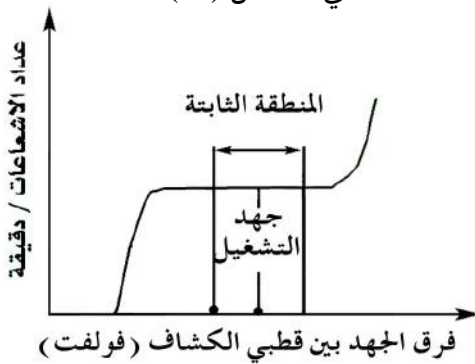 عداد الاشعاعات / دقيقة
المنطقة الثابتة
جهد
التشغيل
فرق الجهد بين قطبي الكشاف (فولفت)